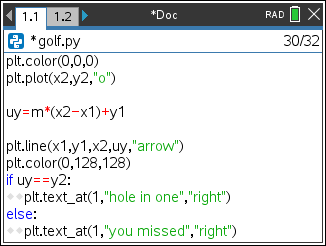 1.1 1.2 *Doc RAD
*golf.py 30/32
plt.color(0,0,0)
plt.plot(x2,y2,"o")
uy=m*(x2-x1)+y1
plt.line(x1,y1,x2,uy,"arrow")
plt.color(0,128,128)
if uy==y2:
plt.text_at(1,"hole in one","right")
else:
plt.text_at(1,"you missed","right")